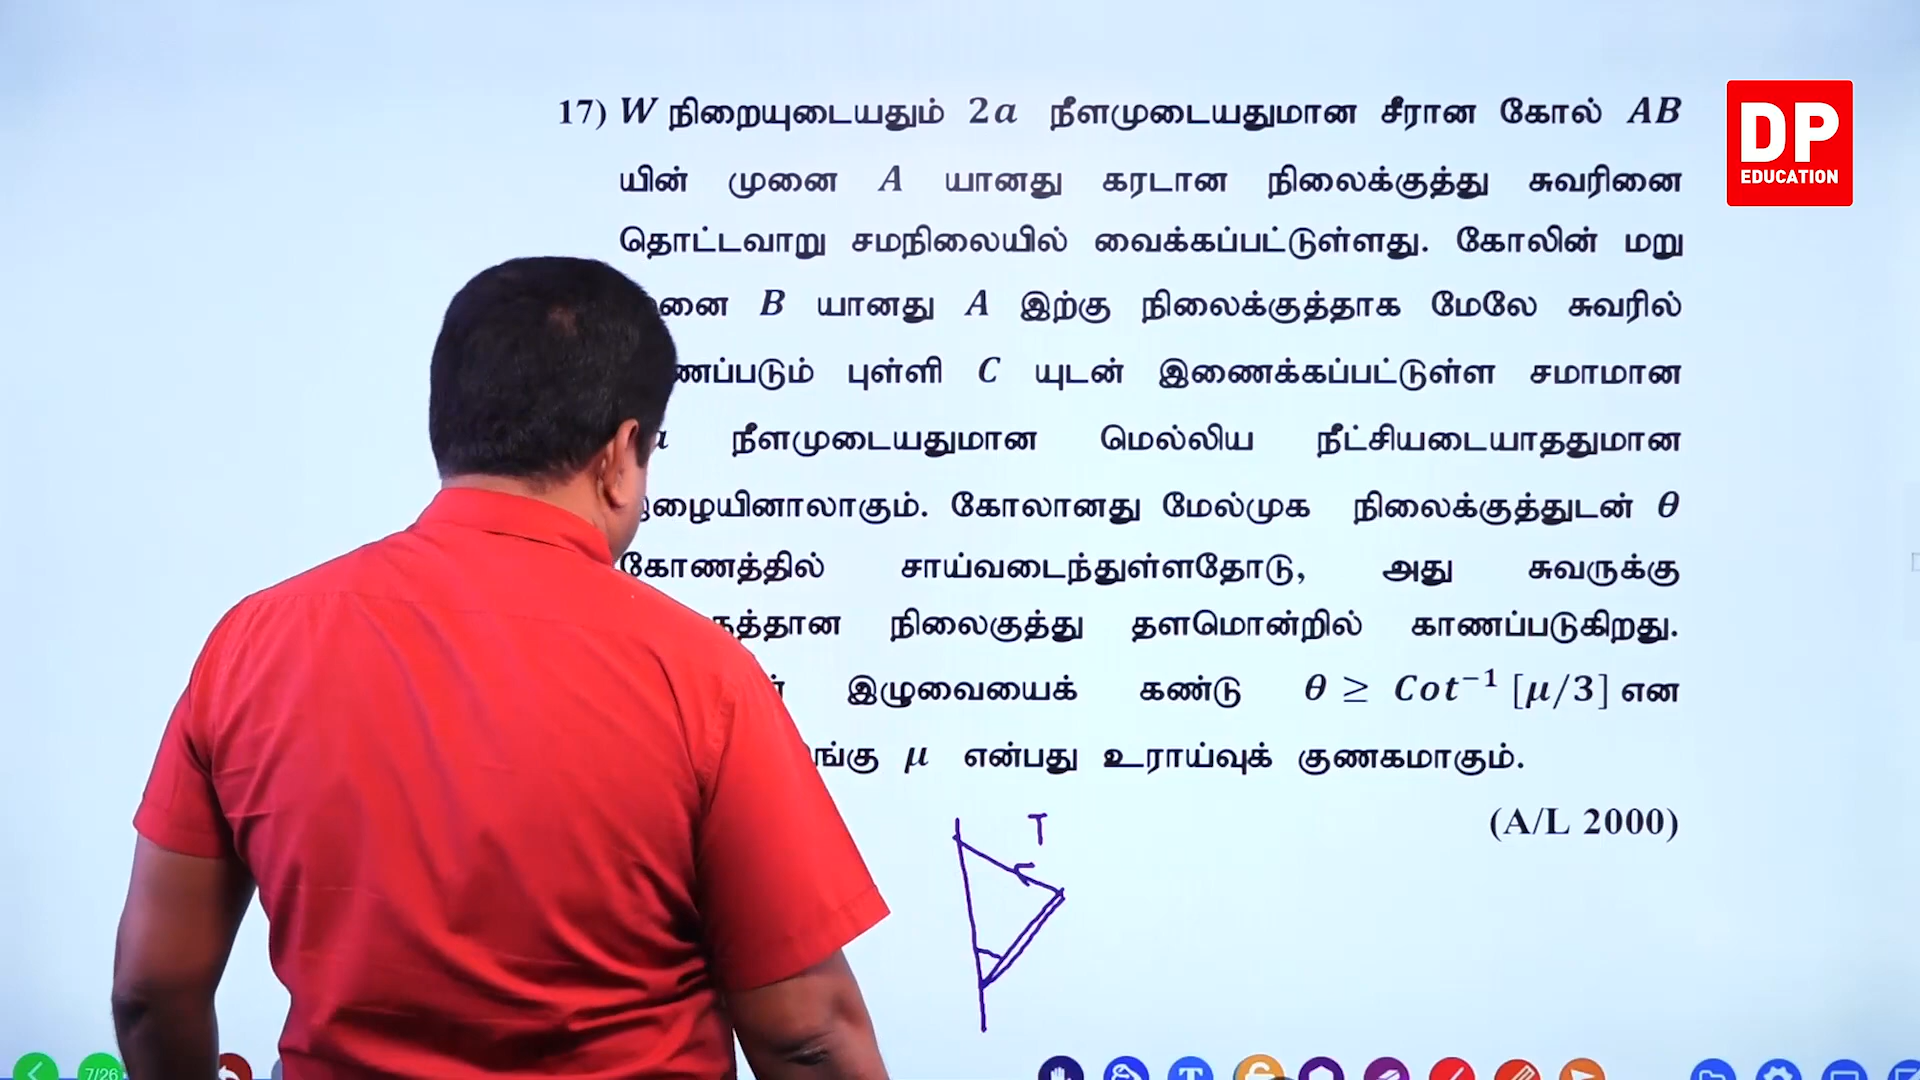 17) W நிறையுடையதும் 2a நீளமுடையதுமான சீரான கோல் AB
யின் முனை A யானது கரடான நிலைக்குத்து சுவரினை
தொட்டவாறு சமநிலையில் வைக்கப்பட்டுள்ளது. கோலின் மறு
B யானது A இற்கு நிலைக்குத்தாக மேலே சுவரில்
புள்ளி C யுடன் இணைக்கப்பட்டுள்ள சமாமான
நீளமுடையதுமான மெல்லிய நீட்சியடையாததுமான
கோலானது மேல்முக நிலைக்குத்துடன் θ
கோணத்தில் சாய்வடைந்துள்ளதோடு, அது சுவருக்கு
நிலைகுத்து தளமொன்றில் காணப்படுகிறது.
இழுவையைக் கண்டு θ ≥ Cot⁻¹ [μ/3] என
μ என்பது உராய்வுக் குணகமாகும்.
(A/L 2000)
T
DP
EDUCATION
7/26